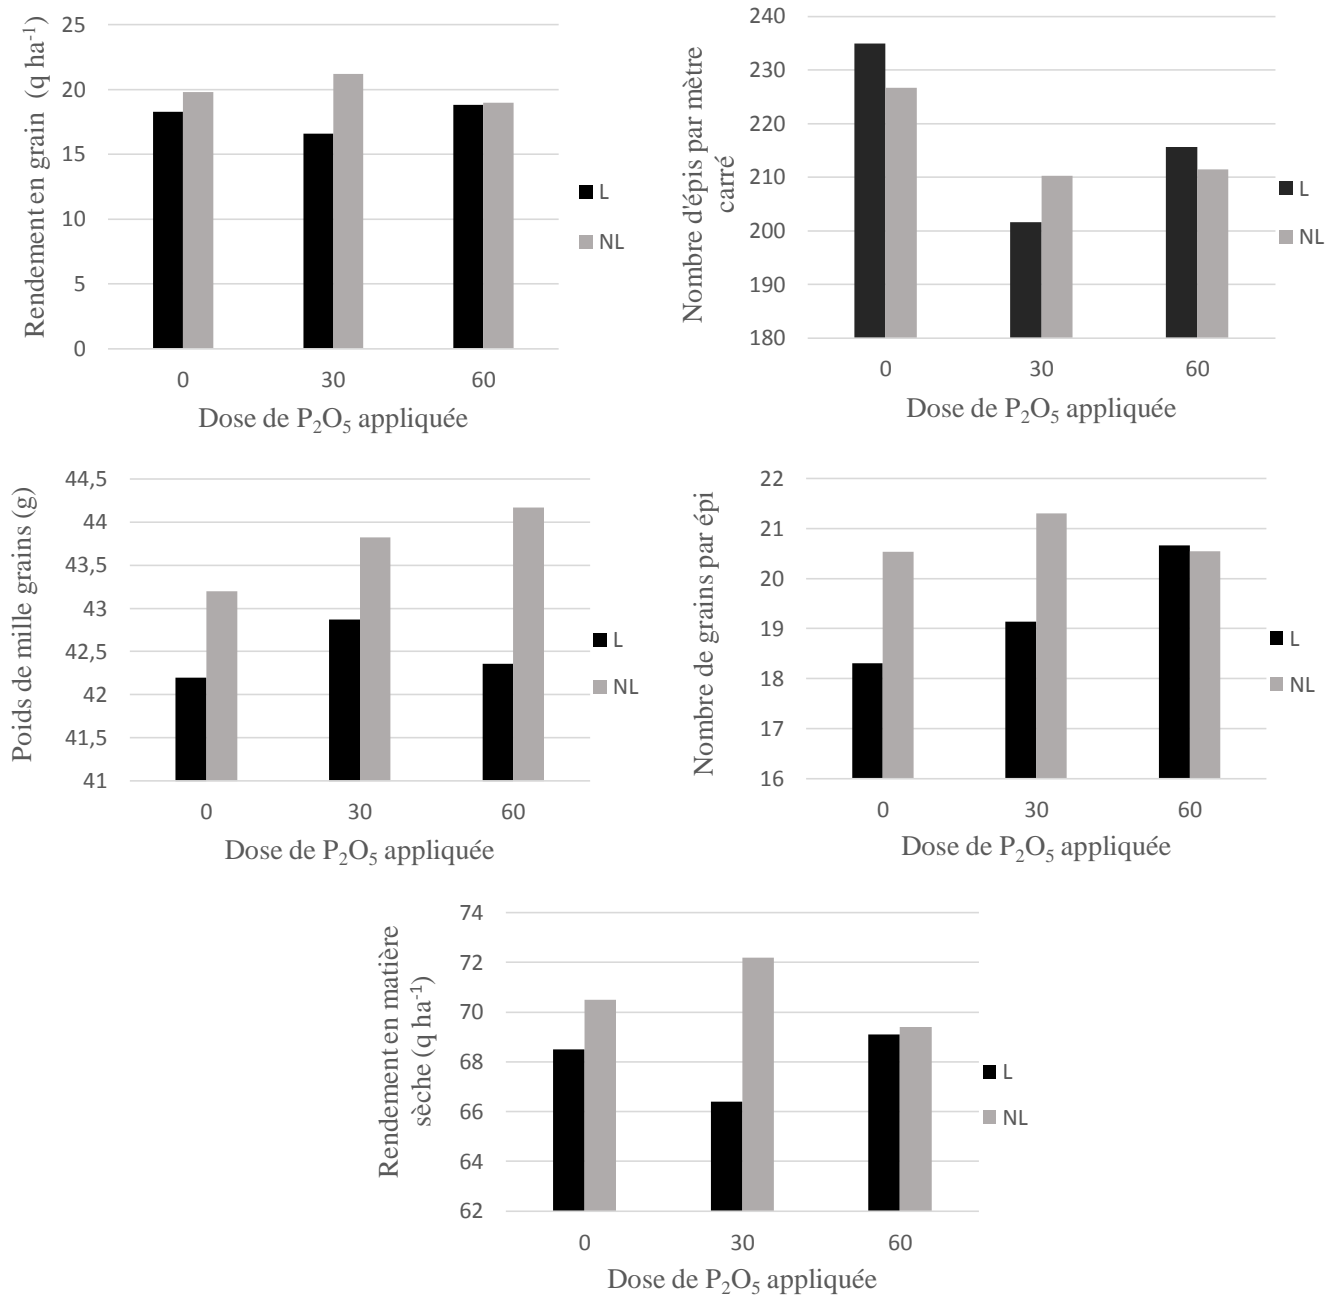 Rendement en grain (q ha⁻¹)
25
20
15
10
5
0
0 30 60
Dose de P₂O₅ appliquée
L
NL
Nombre d'épis par mètre
carré
240
230
220
210
200
190
180
0 30 60
Dose de P₂O₅ appliquée
L
NL
Poids de mille grains (g)
44,5
44
43,5
43
42,5
42
41,5
41
0 30 60
Dose de P₂O₅ appliquée
L
NL
Nombre de grains par épi
22
21
20
19
18
17
16
0 30 60
Dose de P₂O₅ appliquée
L
NL
Rendement en matière
sèche (q ha⁻¹)
74
72
70
68
66
64
62
0 30 60
Dose de P₂O₅ appliquée
L
NL